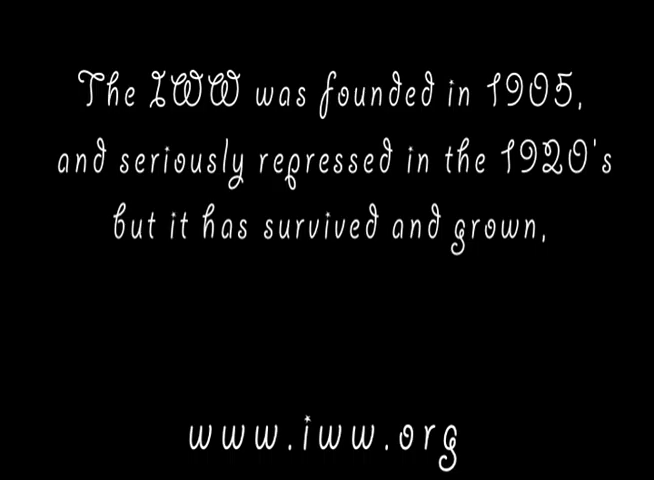 The IWW was founded in 1905,
and seriously repressed in the 1920's
but it has survived and grown,
www.iww.org